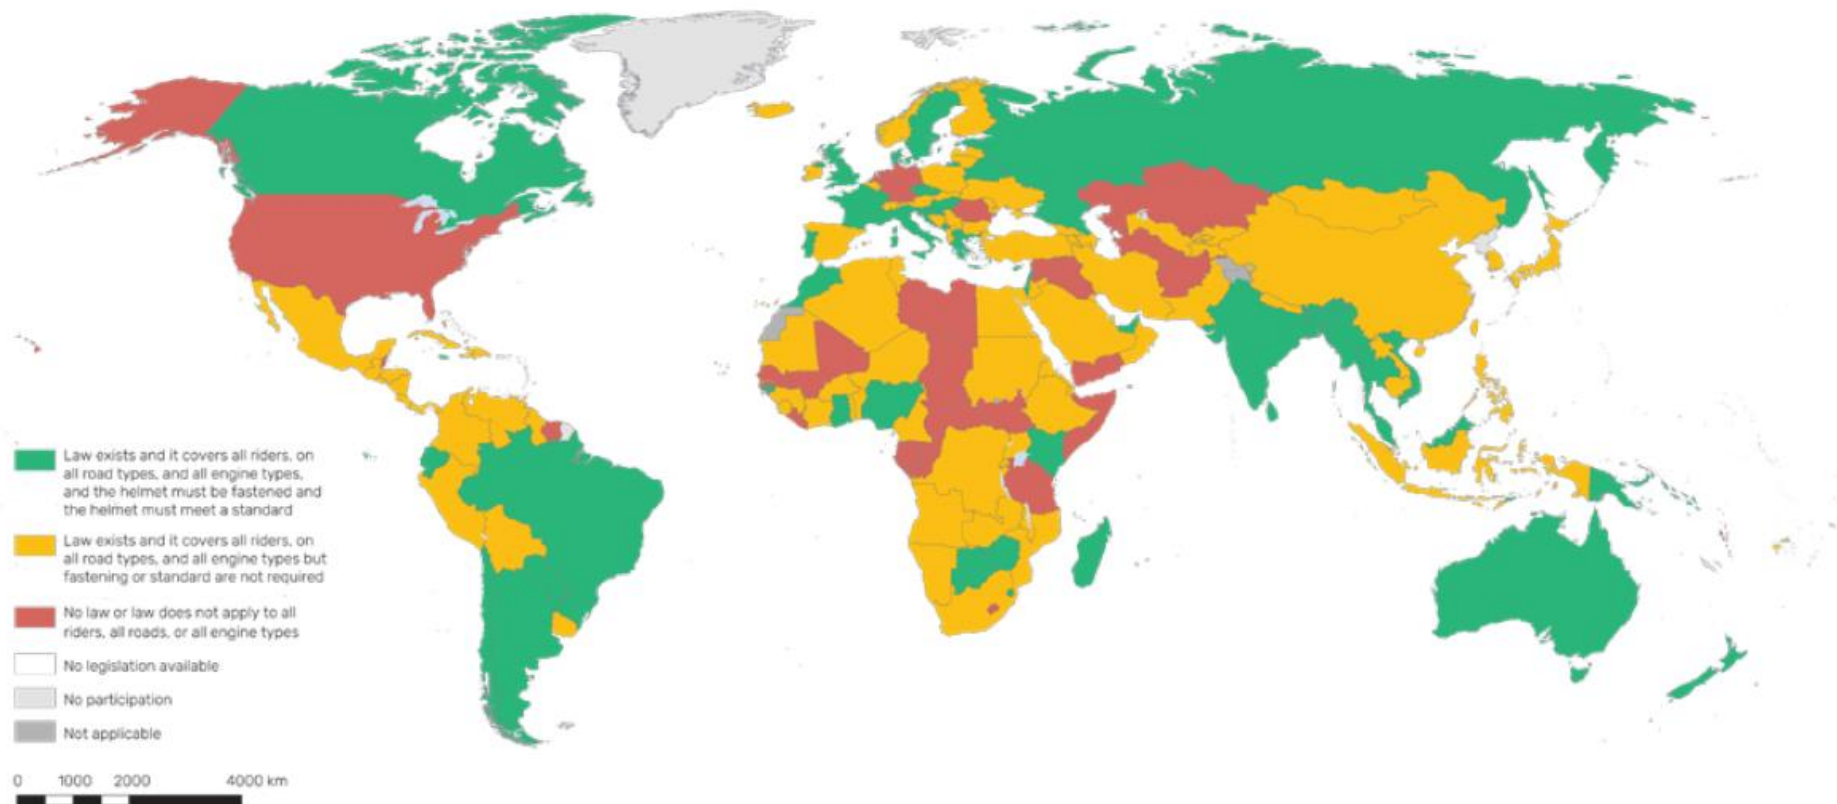 Law exists and it covers all riders, on
all road types, and all engine types,
and the helmet must be fastened and
the helmet must meet a standard
Law exists and it covers all riders, on
all road types, and all engine types but
fastening or standard are not required
No law or law does not apply to all
riders, all roads, or all engine types
No legislation available
No participation
Not applicable
0 1000 2000 4000 km